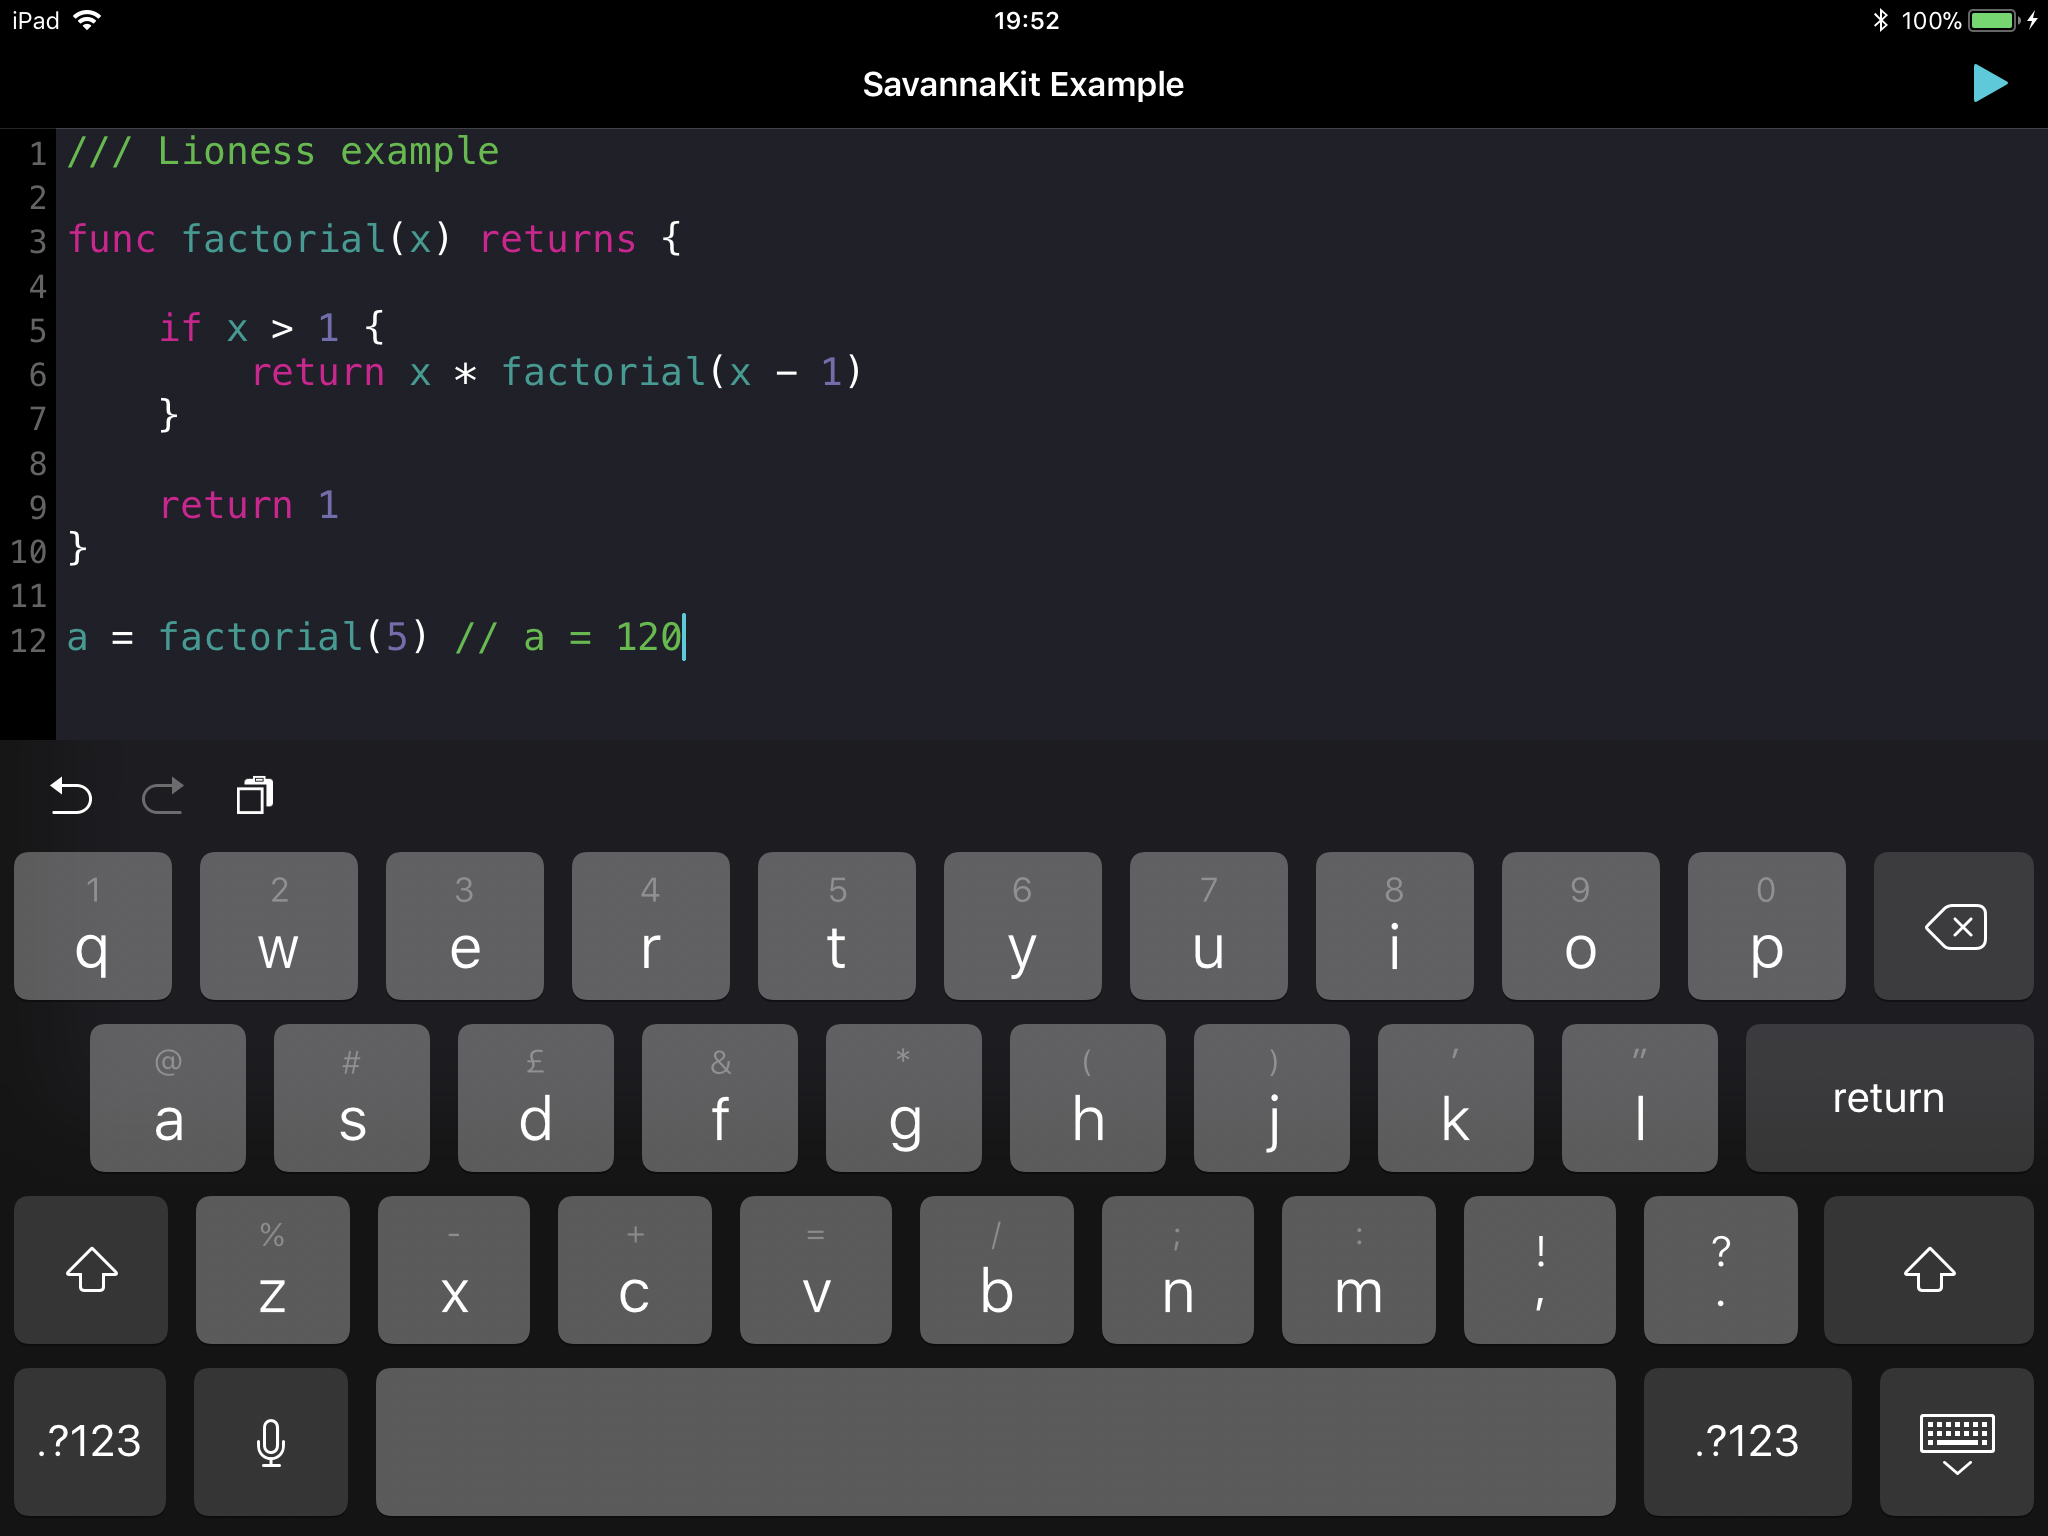 iPad 19:52 100%
SavannaKit Example
1 /// Lioness example
2
3 func factorial(x) returns {
4
5 if x > 1 {
6 return x * factorial(x - 1)
7 }
8
9 return 1
10 }
11
12 a = factorial(5) // a = 120
1 2 3 4 5 6 7 8 9 0
q w e r t y u i o p
@ # £ & * ( ) ' "
a s d f g h j k l return
% - + = / ; : ! ?
z x c v b n m , .
.?123 .?123